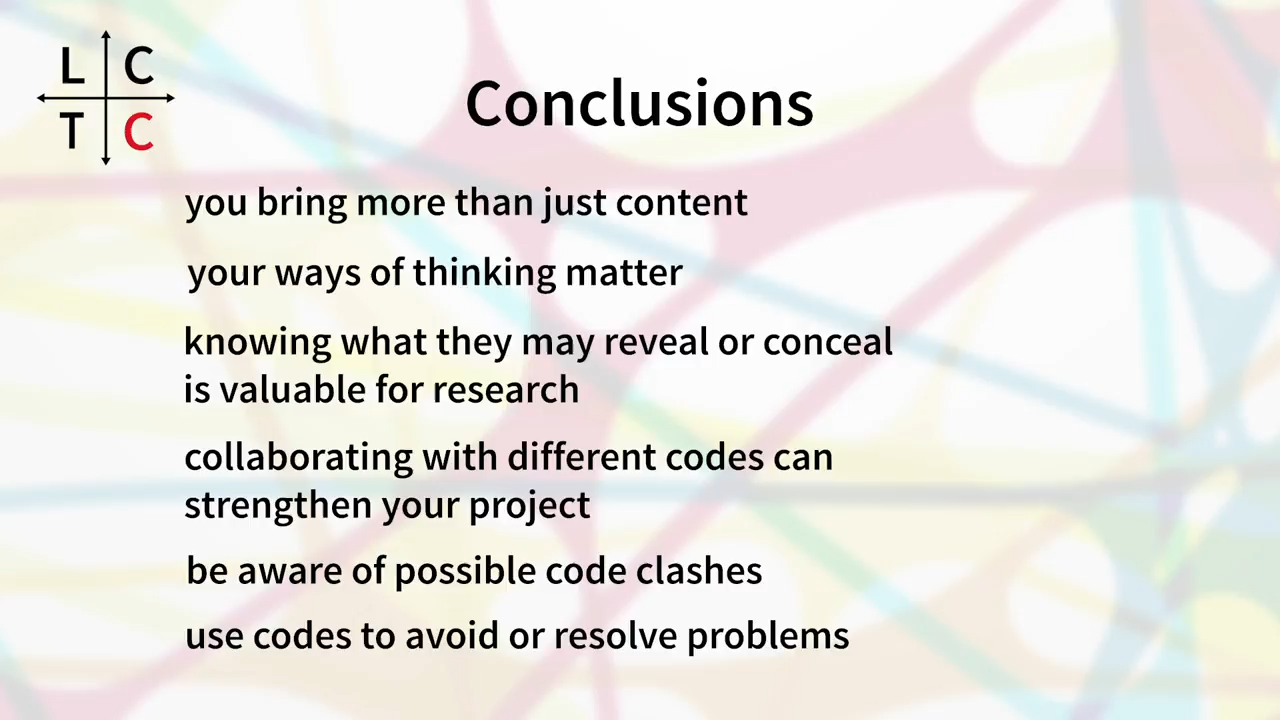 L C
T C
Conclusions
you bring more than just content
your ways of thinking matter
knowing what they may reveal or conceal
is valuable for research
collaborating with different codes can
strengthen your project
be aware of possible code clashes
use codes to avoid or resolve problems